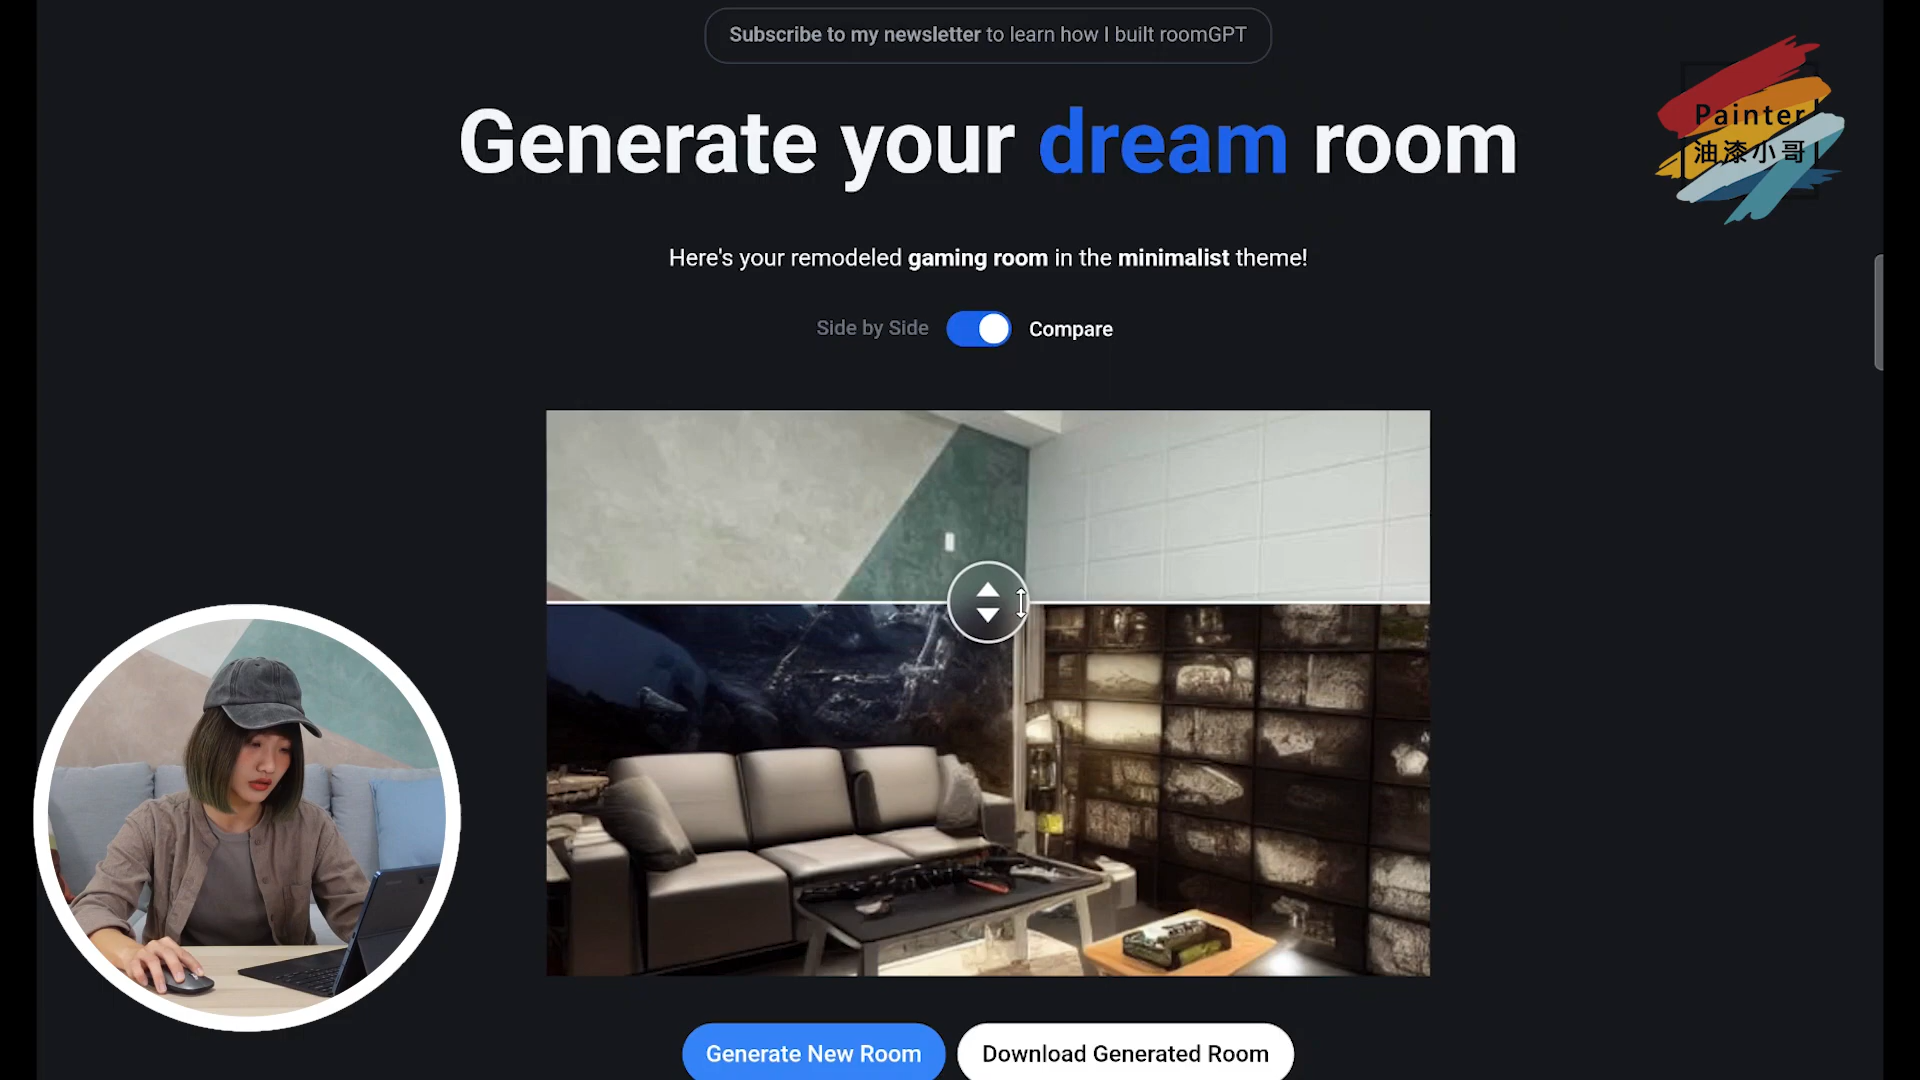 Subscribe to my newsletter to learn how I built roomGPT
Painter
油漆小哥
Generate your dream room
Here's your remodeled gaming room in the minimalist theme!
Side by Side
Compare
Generate New Room
Download Generated Room